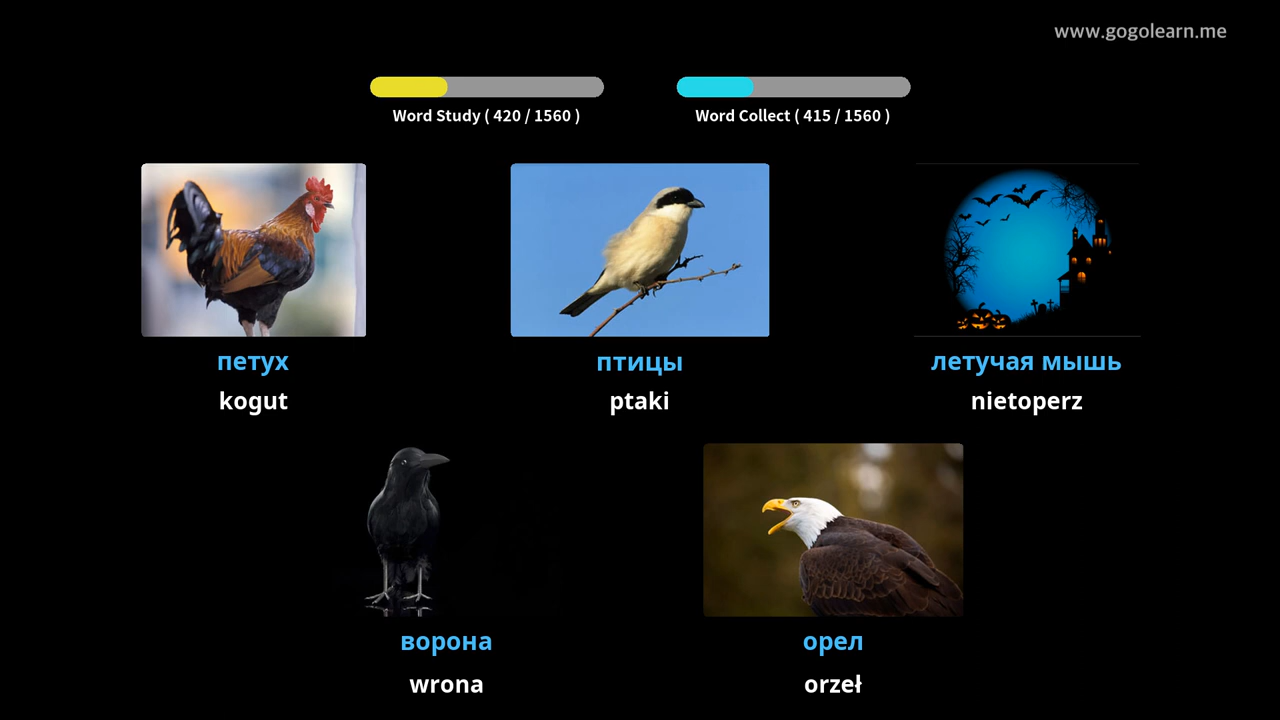 www.gogolearn.me
Word Study ( 420 / 1560 )
Word Collect ( 415 / 1560 )
петух
птицы
летучая мышь
kogut
ptaki
nietoperz
ворона
орел
wrona
orzeł